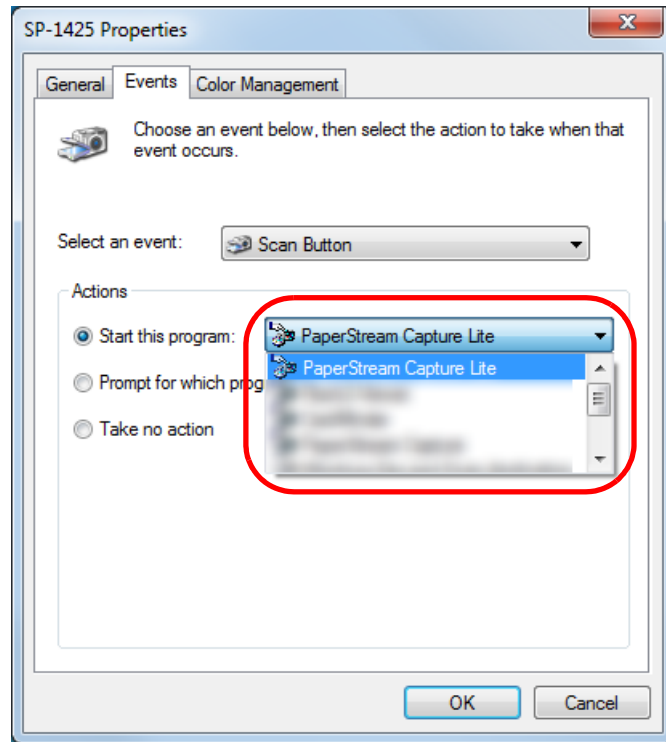 SP-1425 Properties
General Events Color Management
Choose an event below, then select the action to take when that
event occurs.
Select an event: Scan Button
Actions
Start this program: PaperStream Capture Lite
PaperStream Capture Lite
Prompt for which prog
Take no action
OK Cancel